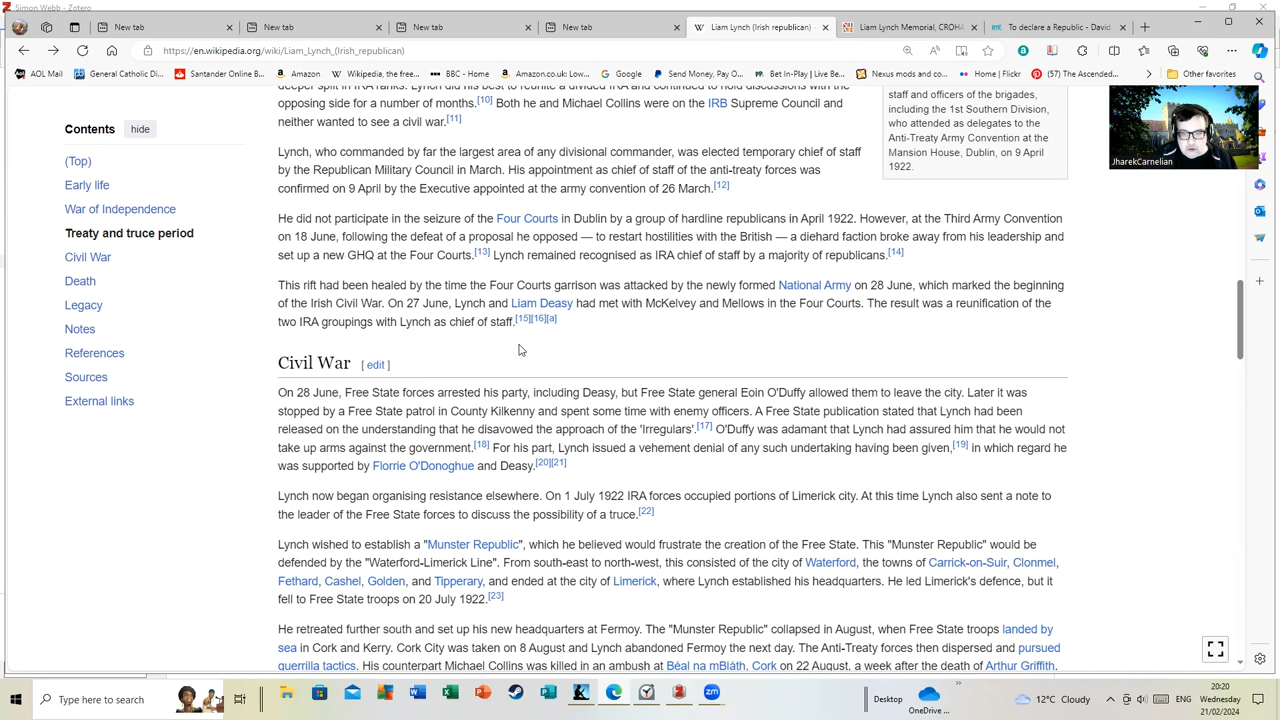 Simon Webb - Zotero
New tab
New tab
New tab
New tab
Liam Lynch (Irish republican)
Liam Lynch Memorial, CROHA
To declare a Republic - David
https://en.wikipedia.org/wiki/Liam_Lynch_(Irish_republican)
AOL Mail
General Catholic Di...
Santander Online B...
Amazon
Wikipedia, the free...
BBC - Home
Amazon.co.uk: Low...
Google
Send Money, Pay O...
Bet In-Play | Live Be...
Nexus mods and co...
Home | Flickr
(57) The Ascended...
Other favorites
Contents
hide
(Top)
Early life
War of Independence
Treaty and truce period
Civil War
Death
Legacy
Notes
References
Sources
External links
deeper split in IRA ranks. Lynch did his best to reunite a divided IRA and continued to hold discussions with the
opposing side for a number of months.[10] Both he and Michael Collins were on the IRB Supreme Council and
neither wanted to see a civil war.[11]
Lynch, who commanded by far the largest area of any divisional commander, was elected temporary chief of staff
by the Republican Military Council in March. His appointment as chief of staff of the anti-treaty forces was
confirmed on 9 April by the Executive appointed at the army convention of 26 March.[12]
staff and officers of the brigades,
including the 1st Southern Division,
who attended as delegates to the
Anti-Treaty Army Convention at the
Mansion House, Dublin, on 9 April
1922.
JharekCarnelian
He did not participate in the seizure of the Four Courts in Dublin by a group of hardline republicans in April 1922. However, at the Third Army Convention
on 18 June, following the defeat of a proposal he opposed — to restart hostilities with the British — a diehard faction broke away from his leadership and
set up a new GHQ at the Four Courts.[13] Lynch remained recognised as IRA chief of staff by a majority of republicans.[14]
This rift had been healed by the time the Four Courts garrison was attacked by the newly formed National Army on 28 June, which marked the beginning
of the Irish Civil War. On 27 June, Lynch and Liam Deasy had met with McKelvey and Mellows in the Four Courts. The result was a reunification of the
two IRA groupings with Lynch as chief of staff.[15][16][a]
Civil War [ edit ]
On 28 June, Free State forces arrested his party, including Deasy, but Free State general Eoin O'Duffy allowed them to leave the city. Later it was
stopped by a Free State patrol in County Kilkenny and spent some time with enemy officers. A Free State publication stated that Lynch had been
released on the understanding that he disavowed the approach of the 'Irregulars'.[17] O'Duffy was adamant that Lynch had assured him that he would not
take up arms against the government.[18] For his part, Lynch issued a vehement denial of any such undertaking having been given,[19] in which regard he
was supported by Florrie O'Donoghue and Deasy.[20][21]
Lynch now began organising resistance elsewhere. On 1 July 1922 IRA forces occupied portions of Limerick city. At this time Lynch also sent a note to
the leader of the Free State forces to discuss the possibility of a truce.[22]
Lynch wished to establish a "Munster Republic", which he believed would frustrate the creation of the Free State. This "Munster Republic" would be
defended by the "Waterford-Limerick Line". From south-east to north-west, this consisted of the city of Waterford, the towns of Carrick-on-Suir, Clonmel,
Fethard, Cashel, Golden, and Tipperary, and ended at the city of Limerick, where Lynch established his headquarters. He led Limerick's defence, but it
fell to Free State troops on 20 July 1922.[23]
He retreated further south and set up his new headquarters at Fermoy. The "Munster Republic" collapsed in August, when Free State troops landed by
sea in Cork and Kerry. Cork City was taken on 8 August and Lynch abandoned Fermoy the next day. The Anti-Treaty forces then dispersed and pursued
guerrilla tactics. His counterpart Michael Collins was killed in an ambush at Béal na mBláth, Cork on 22 August, a week after the death of Arthur Griffith.
Type here to search
Desktop
OneDrive ...
12°C Cloudy
ENG
20:20
Wednesday
21/02/2024